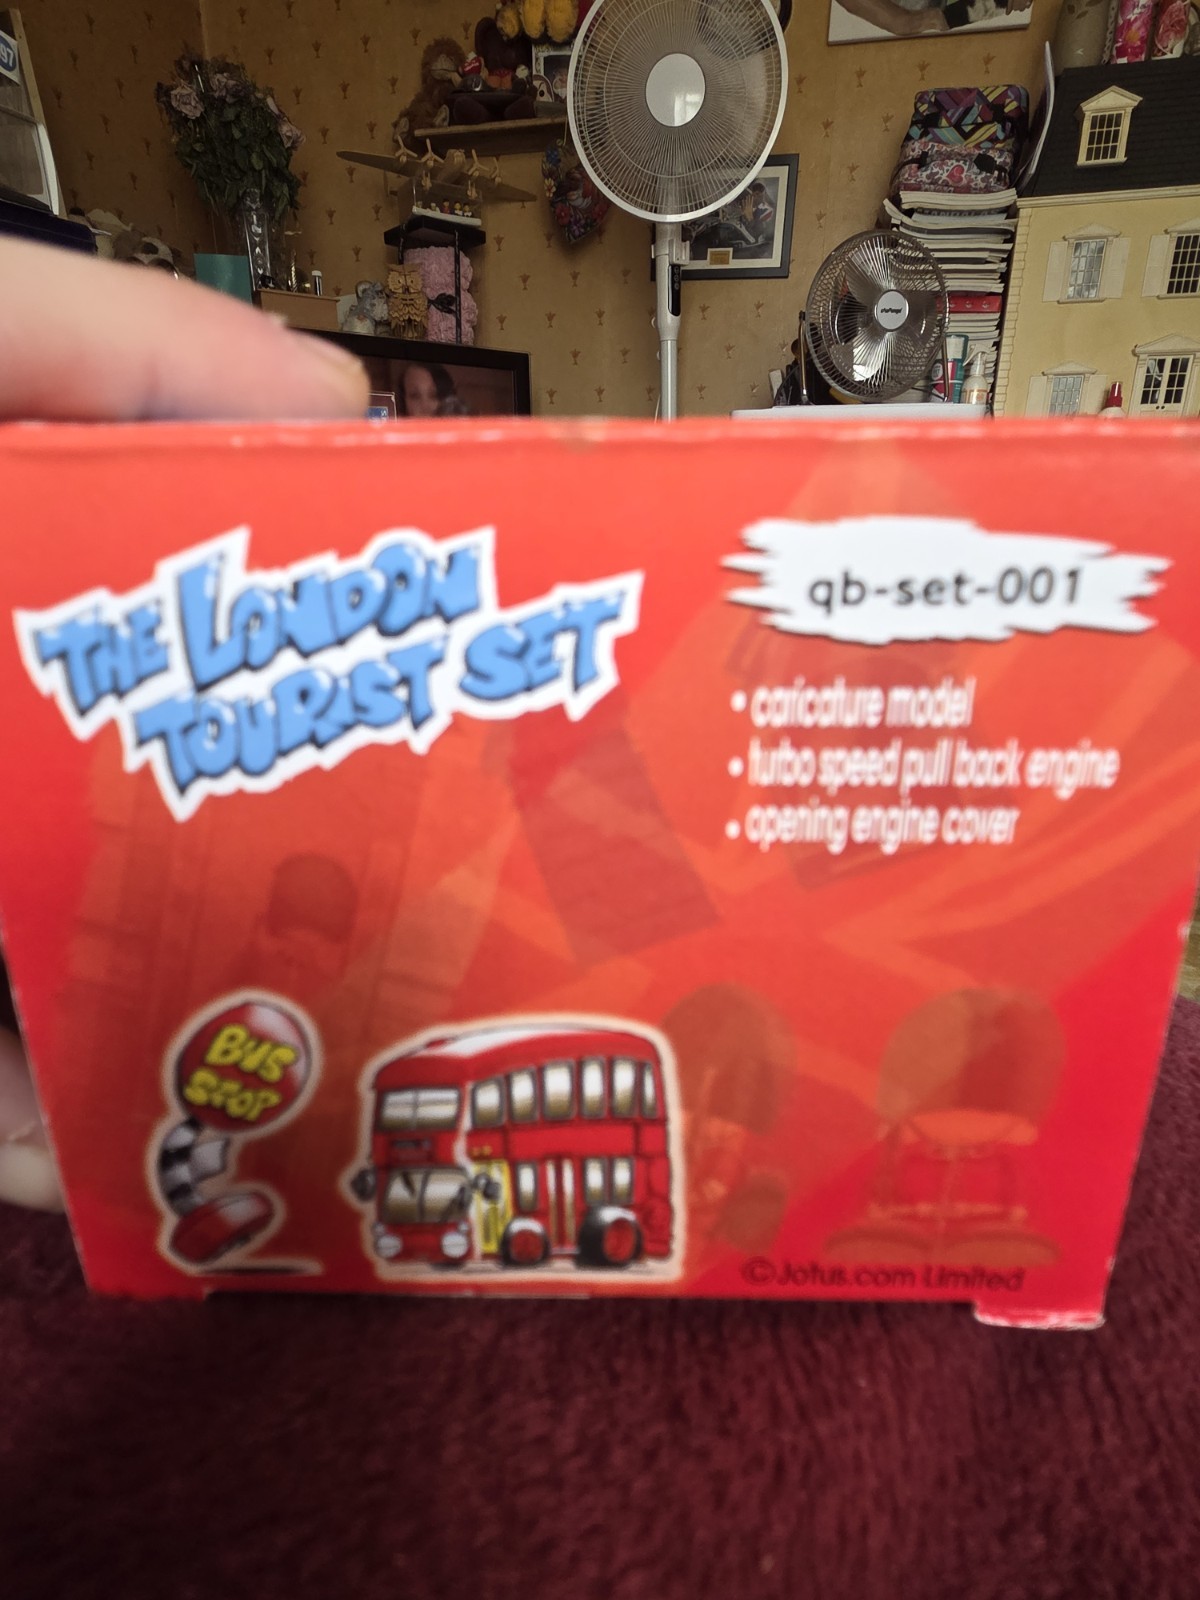 THE LONDON
TOURIST SET
qb-set-001
• caricature model
• turbo speed pull back engine
• opening engine cover
BUS
STOP
©Jotus.com Limited